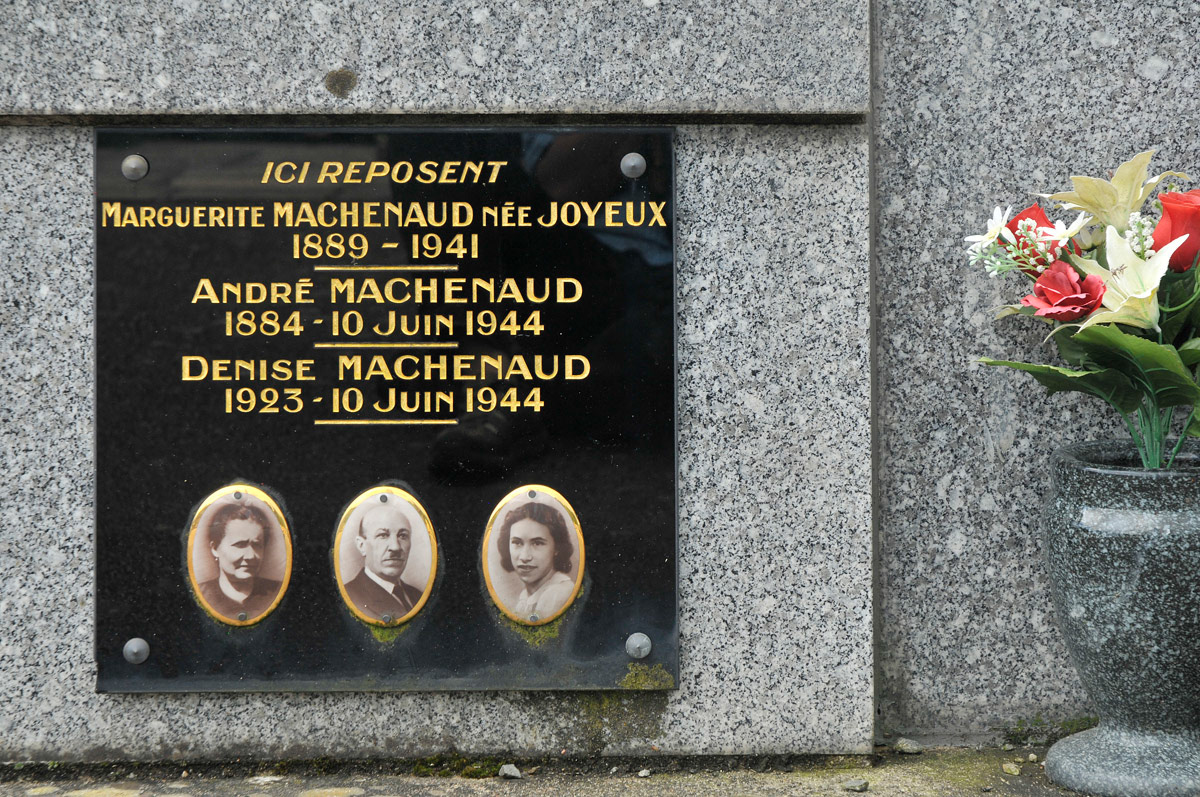 ICI REPOSENT
MARGUERITE MACHENAUD NÉE JOYEUX
1889 - 1941
ANDRÉ MACHENAUD
1884 - 10 JUIN 1944
DENISE MACHENAUD
1923 - 10 JUIN 1944